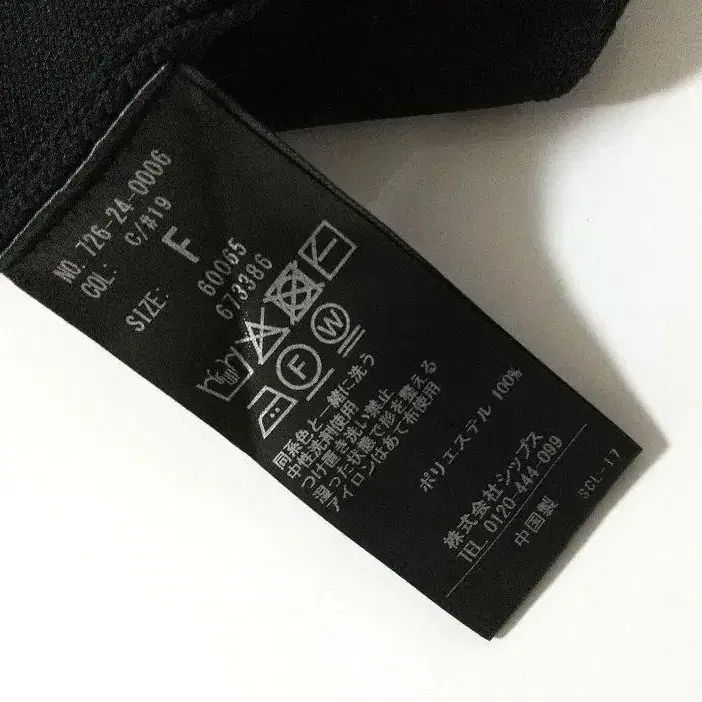 NO. 726-24-0006
COL: C/#19
SIZE: F
60065
673386
F W
同系色と一緒に洗う
中性洗剤使用
つけ置き洗い禁止
湿った状態で形を整える
アイロンはあて布使用
ポリエステル 100%
株式会社シップス
TEL. 0120-444-099
中国製 SCL-17